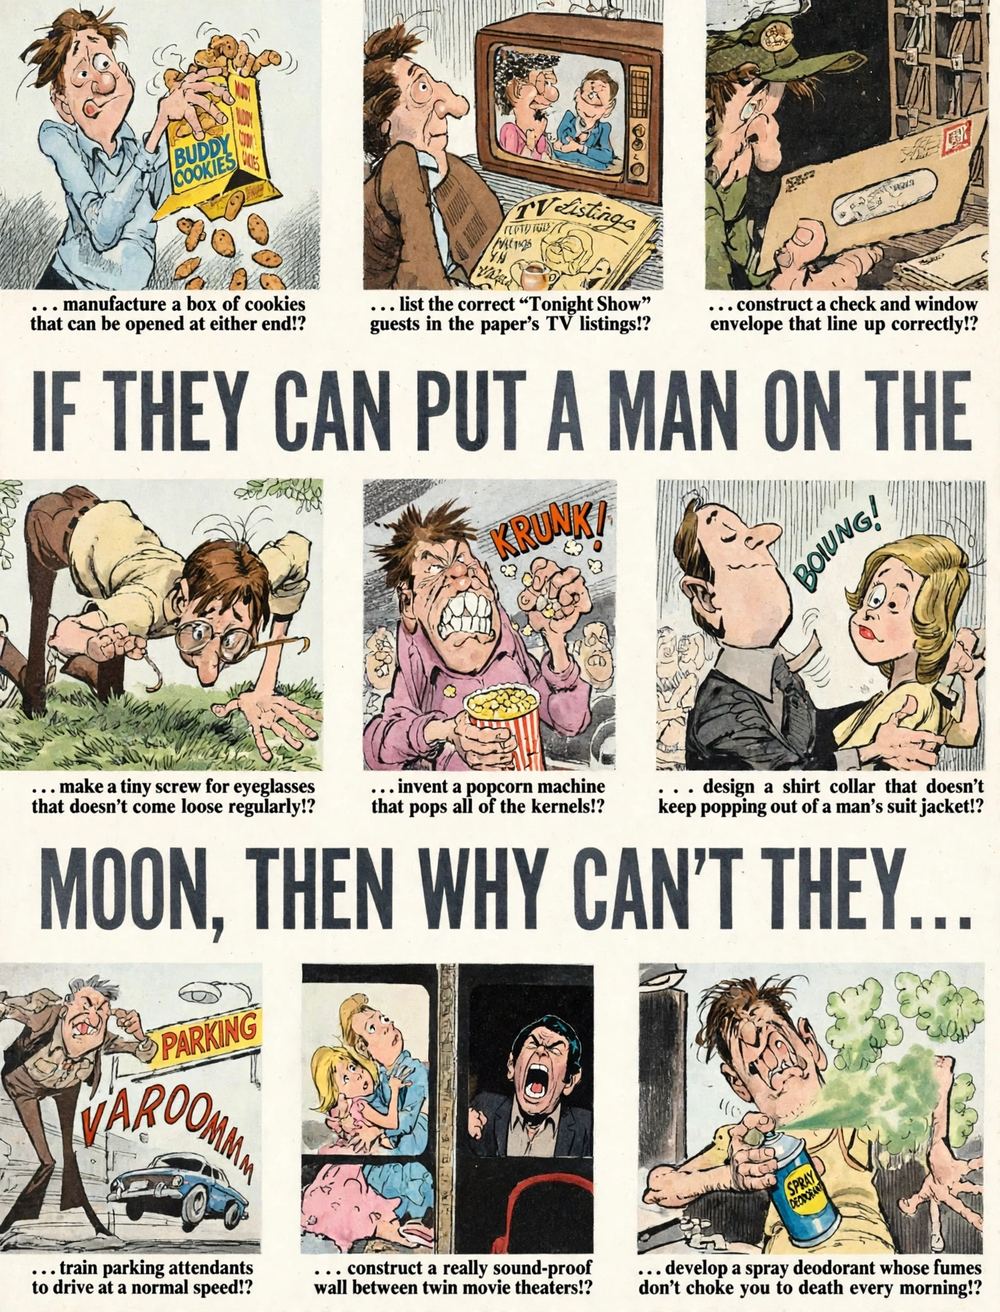 BUDDY
COOKIES
TV Listings
... manufacture a box of cookies
that can be opened at either end!?
... list the correct “Tonight Show”
guests in the paper’s TV listings!?
... construct a check and window
envelope that line up correctly!?
IF THEY CAN PUT A MAN ON THE
KRUNK!
BOIUNG!
... make a tiny screw for eyeglasses
that doesn’t come loose regularly!?
...invent a popcorn machine
that pops all of the kernels!?
. . . design a shirt collar that doesn’t
keep popping out of a man’s suit jacket!?
MOON, THEN WHY CAN’T THEY...
PARKING
VAROOMMM
SPRAY
DEODORANT
...train parking attendants
to drive at a normal speed!?
... construct a really sound-proof
wall between twin movie theaters!?
...develop a spray deodorant whose fumes
don’t choke you to death every morning!?